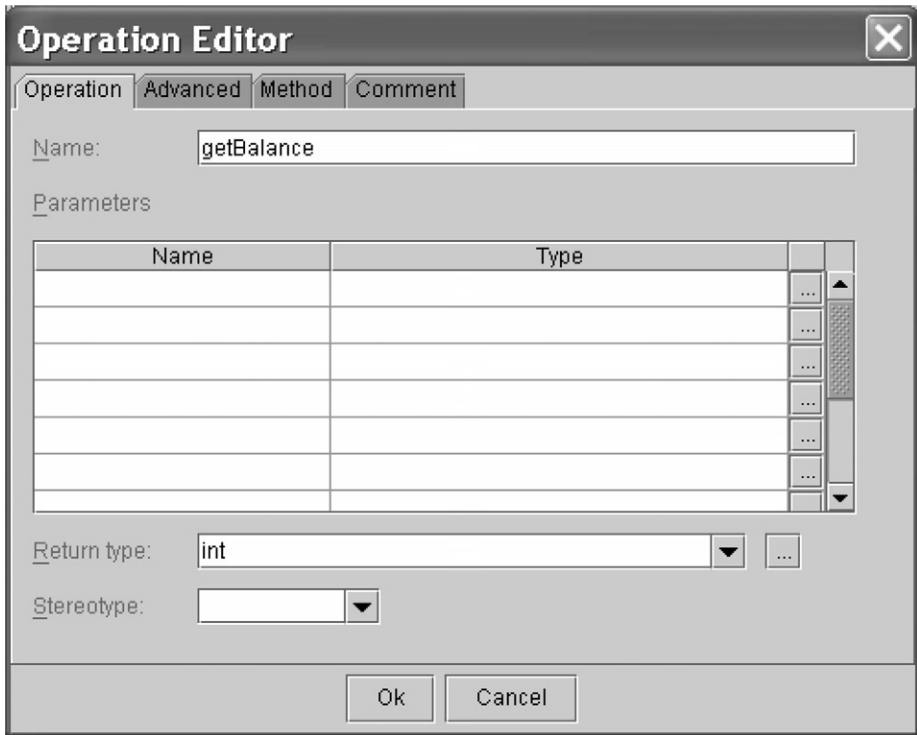 Operation Editor
Operation Advanced Method Comment
Name: getBalance
Parameters
Name Type
...
...
...
...
...
...
Return type: int ...
Stereotype:
Ok Cancel